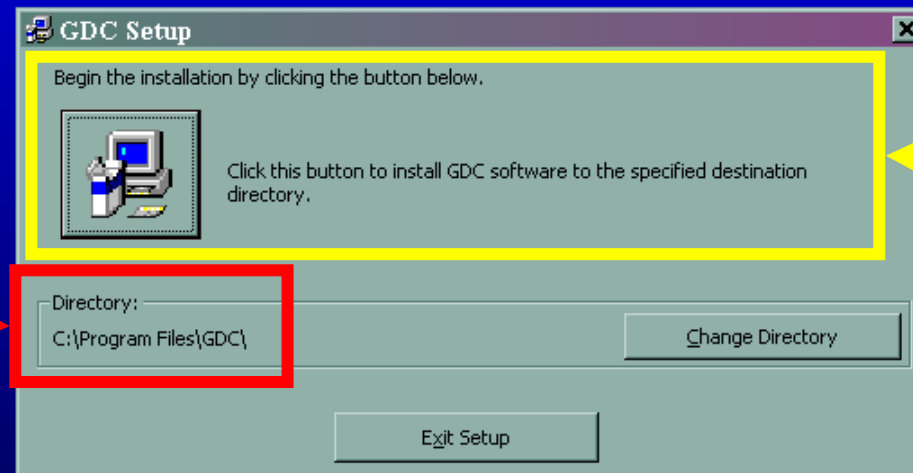 GDC Setup
Begin the installation by clicking the button below.
Click this button to install GDC software to the specified destination
directory.
Directory:
C:\Program Files\GDC\
Change Directory
Exit Setup